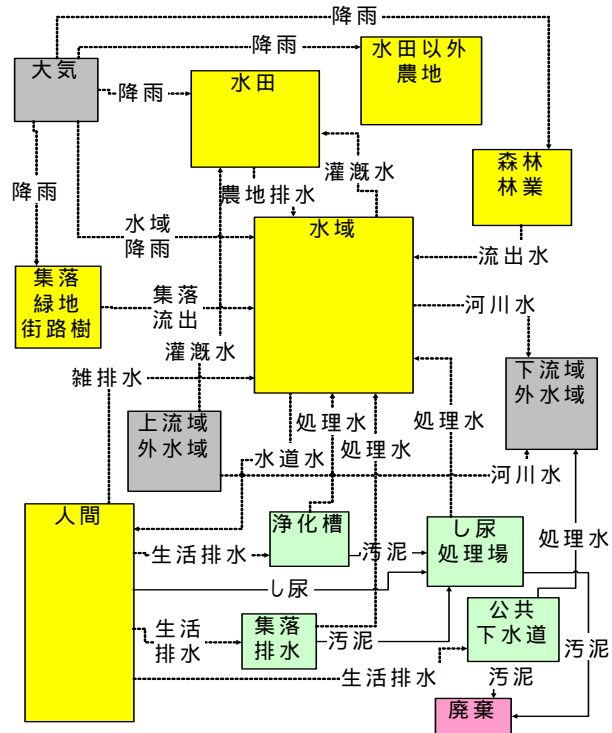 降雨
降雨
大気
水田以外
農地
水田
降雨
灌漑水
森林
林業
降雨
農地排水
水域
降雨
水域
流出水
集落
緑地
街路樹
集落
流出
河川水
灌漑水
下流域
外水域
雑排水
上流域
外水域
処理水
処理水
処理水
水道水
河川水
人間
浄化槽
し尿
処理場
処理水
生活排水
汚泥
し尿
公共
下水道
生活
排水
集落
排水
汚泥
汚泥
生活排水
汚泥
廃棄